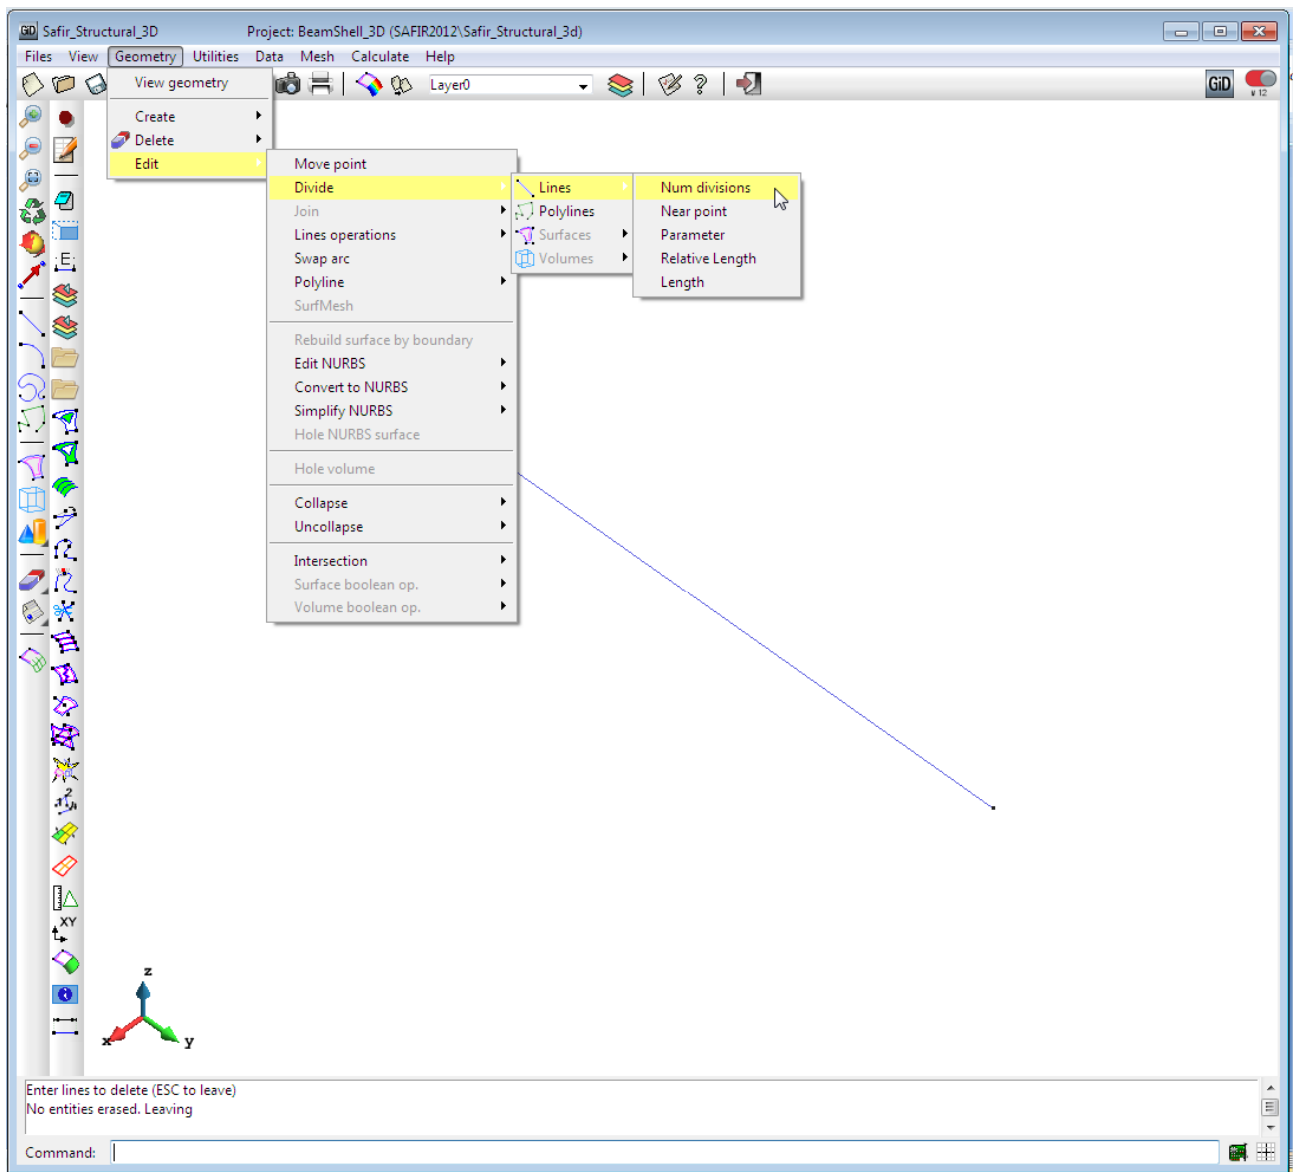 GiD Safir_Structural_3D Project: BeamShell_3D (SAFIR2012\Safir_Structural_3d)
Files View Geometry Utilities Data Mesh Calculate Help
Layer0
GiD
v 12
View geometry
Create
Delete
Edit
Move point
Divide
Join
Lines operations
Swap arc
Polyline
SurfMesh
Rebuild surface by boundary
Edit NURBS
Convert to NURBS
Simplify NURBS
Hole NURBS surface
Hole volume
Collapse
Uncollapse
Intersection
Surface boolean op.
Volume boolean op.
Lines
Polylines
Surfaces
Volumes
Num divisions
Near point
Parameter
Relative Length
Length
E
2
XY
z
x
y
Enter lines to delete (ESC to leave)
No entities erased. Leaving
Command: